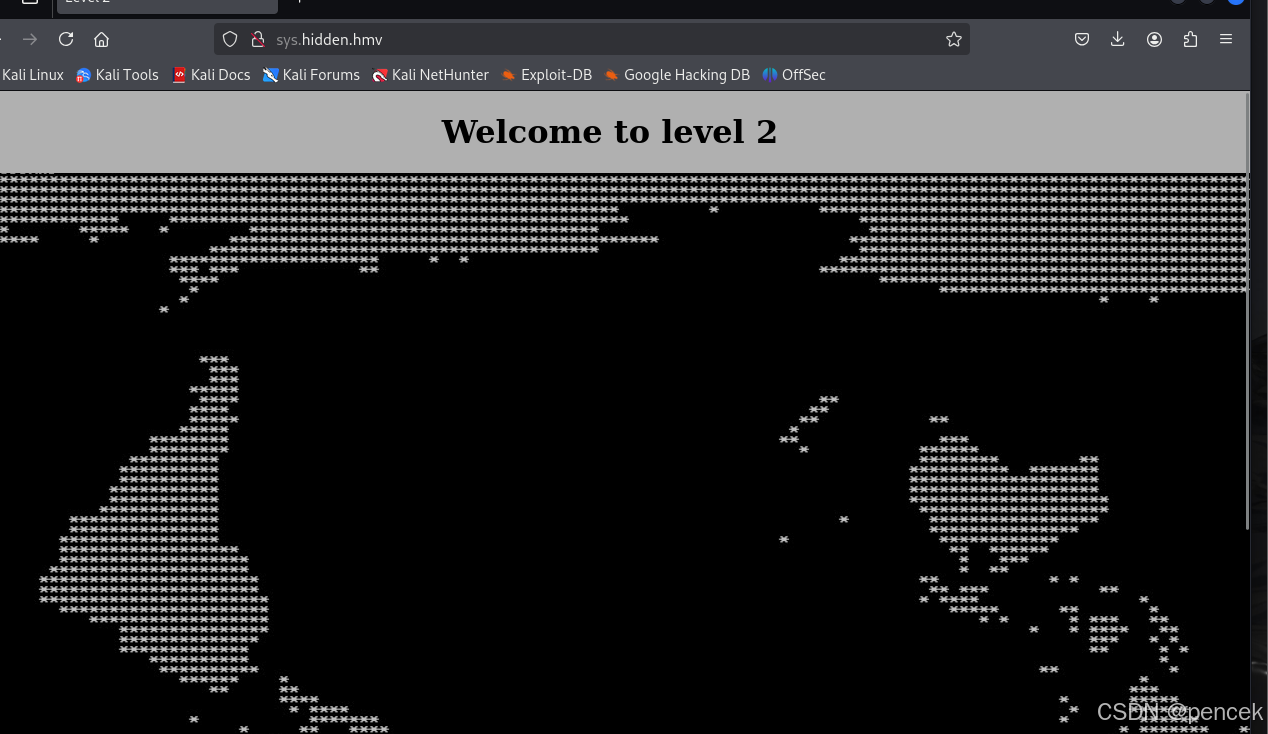 Level 2
sys.hidden.hmv
Kali Linux Kali Tools Kali Docs Kali Forums Kali NetHunter Exploit-DB Google Hacking DB OffSec
Welcome to level 2
CSDN @pencek